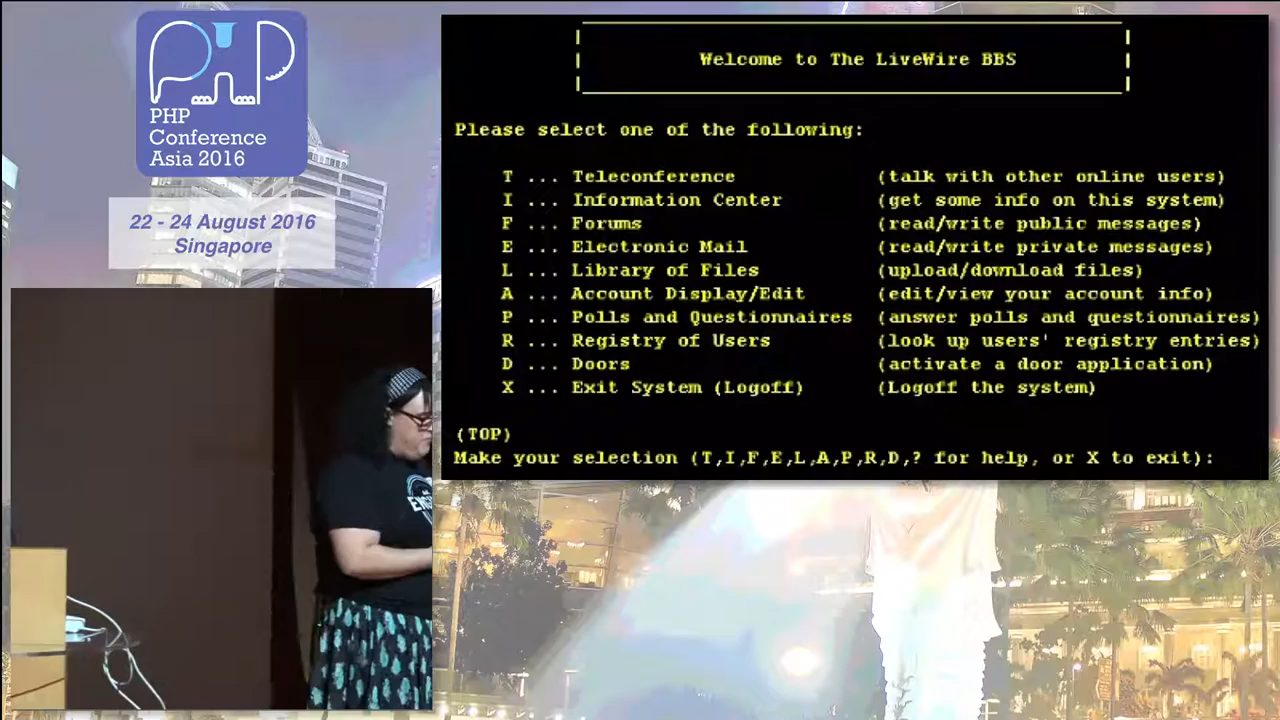 PHP
Conference
Asia 2016
22 - 24 August 2016
Singapore
Welcome to The LiveWire BBS
Please select one of the following:
T ... Teleconference (talk with other online users)
I ... Information Center (get some info on this system)
F ... Forums (read/write public messages)
E ... Electronic Mail (read/write private messages)
L ... Library of Files (upload/download files)
A ... Account Display/Edit (edit/view your account info)
P ... Polls and Questionnaires (answer polls and questionnaires)
R ... Registry of Users (look up users' registry entries)
D ... Doors (activate a door application)
X ... Exit System (Logoff) (Logoff the system)
(TOP)
Make your selection (T,I,F,E,L,A,P,R,D,? for help, or X to exit):